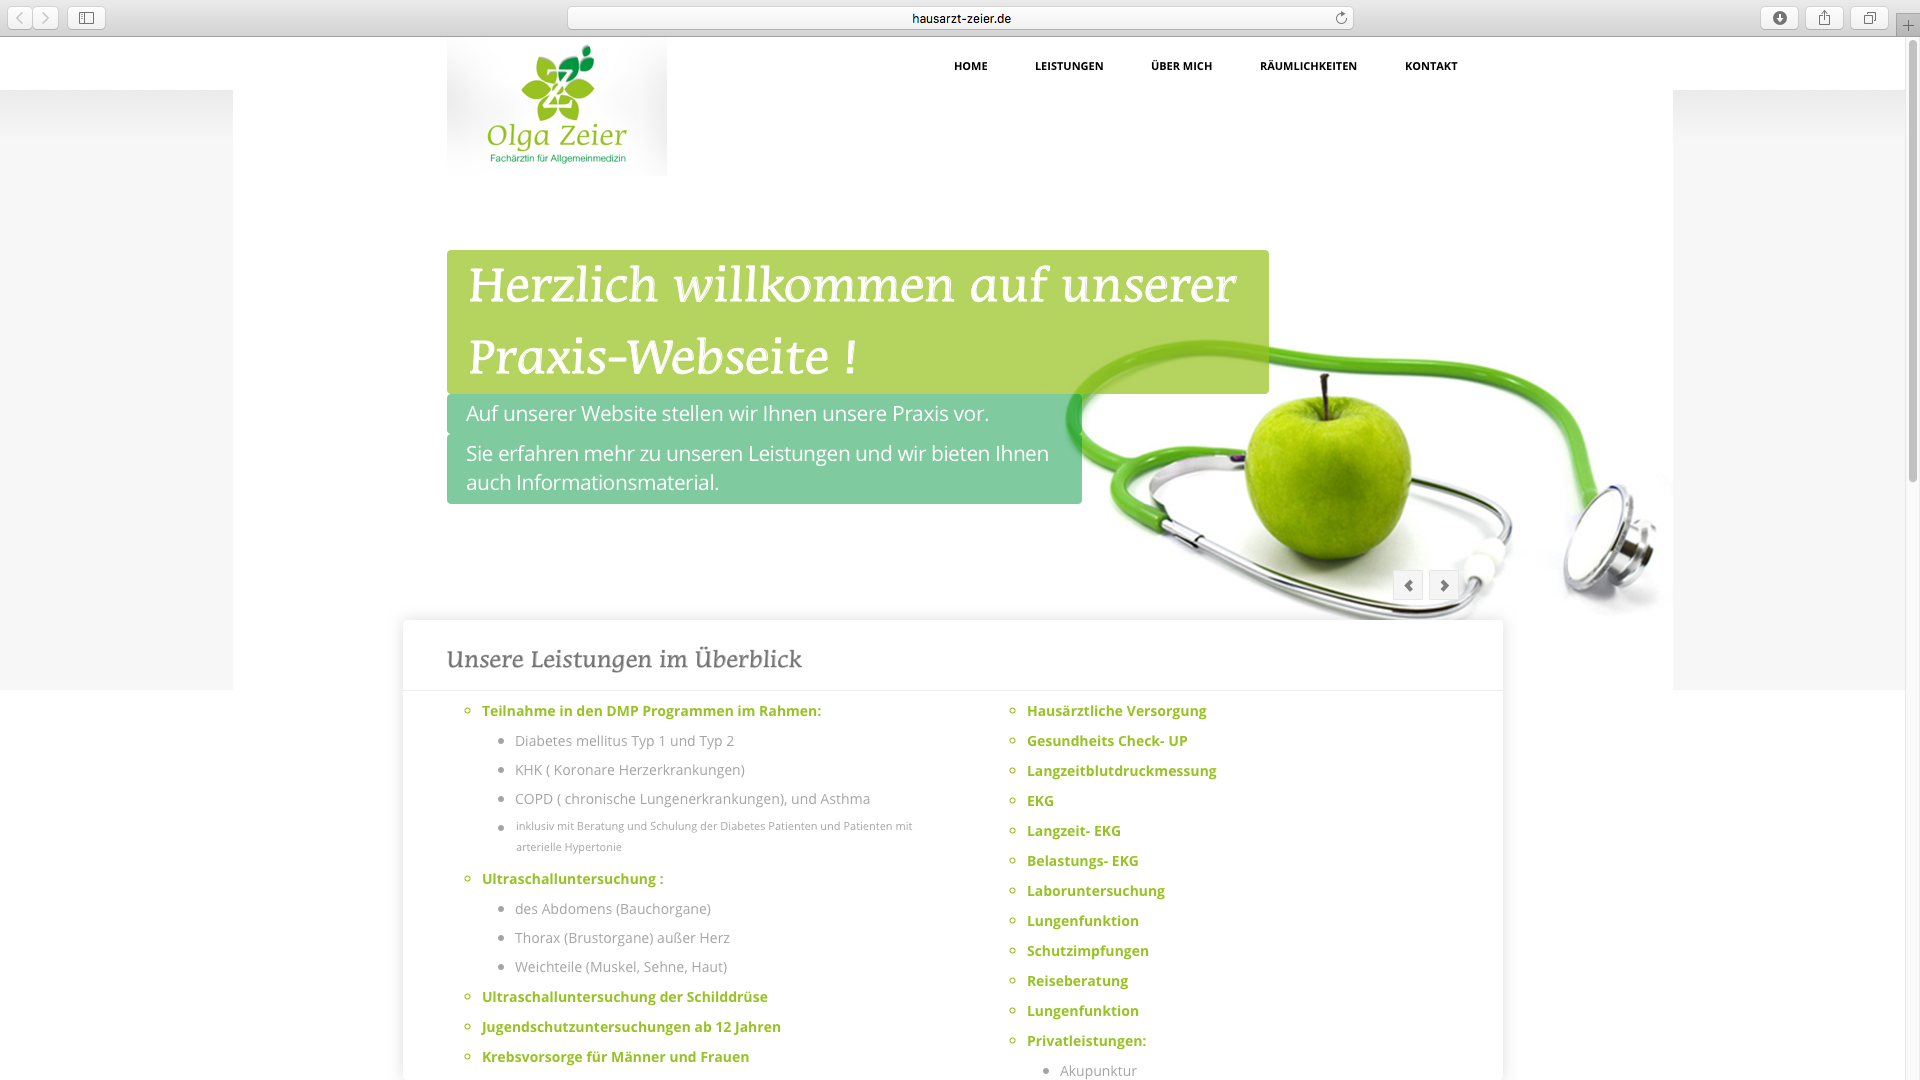 hausarzt-zeier.de
Z
Olga Zeier
Fachärztin für Allgemeinmedizin
HOME
LEISTUNGEN
ÜBER MICH
RÄUMLICHKEITEN
KONTAKT
Herzlich willkommen auf unserer
Praxis-Webseite !
Auf unserer Website stellen wir Ihnen unsere Praxis vor.
Sie erfahren mehr zu unseren Leistungen und wir bieten Ihnen
auch Informationsmaterial.
Unsere Leistungen im Überblick
Teilnahme in den DMP Programmen im Rahmen:
Diabetes mellitus Typ 1 und Typ 2
KHK ( Koronare Herzerkrankungen)
COPD ( chronische Lungenerkrankungen), und Asthma
inklusiv mit Beratung und Schulung der Diabetes Patienten und Patienten mit
arterielle Hypertonie
Ultraschalluntersuchung :
des Abdomens (Bauchorgane)
Thorax (Brustorgane) außer Herz
Weichteile (Muskel, Sehne, Haut)
Ultraschalluntersuchung der Schilddrüse
Jugendschutzuntersuchungen ab 12 Jahren
Krebsvorsorge für Männer und Frauen
Hausärztliche Versorgung
Gesundheits Check- UP
Langzeitblutdruckmessung
EKG
Langzeit- EKG
Belastungs- EKG
Laboruntersuchung
Lungenfunktion
Schutzimpfungen
Reiseberatung
Lungenfunktion
Privatleistungen:
Akupunktur